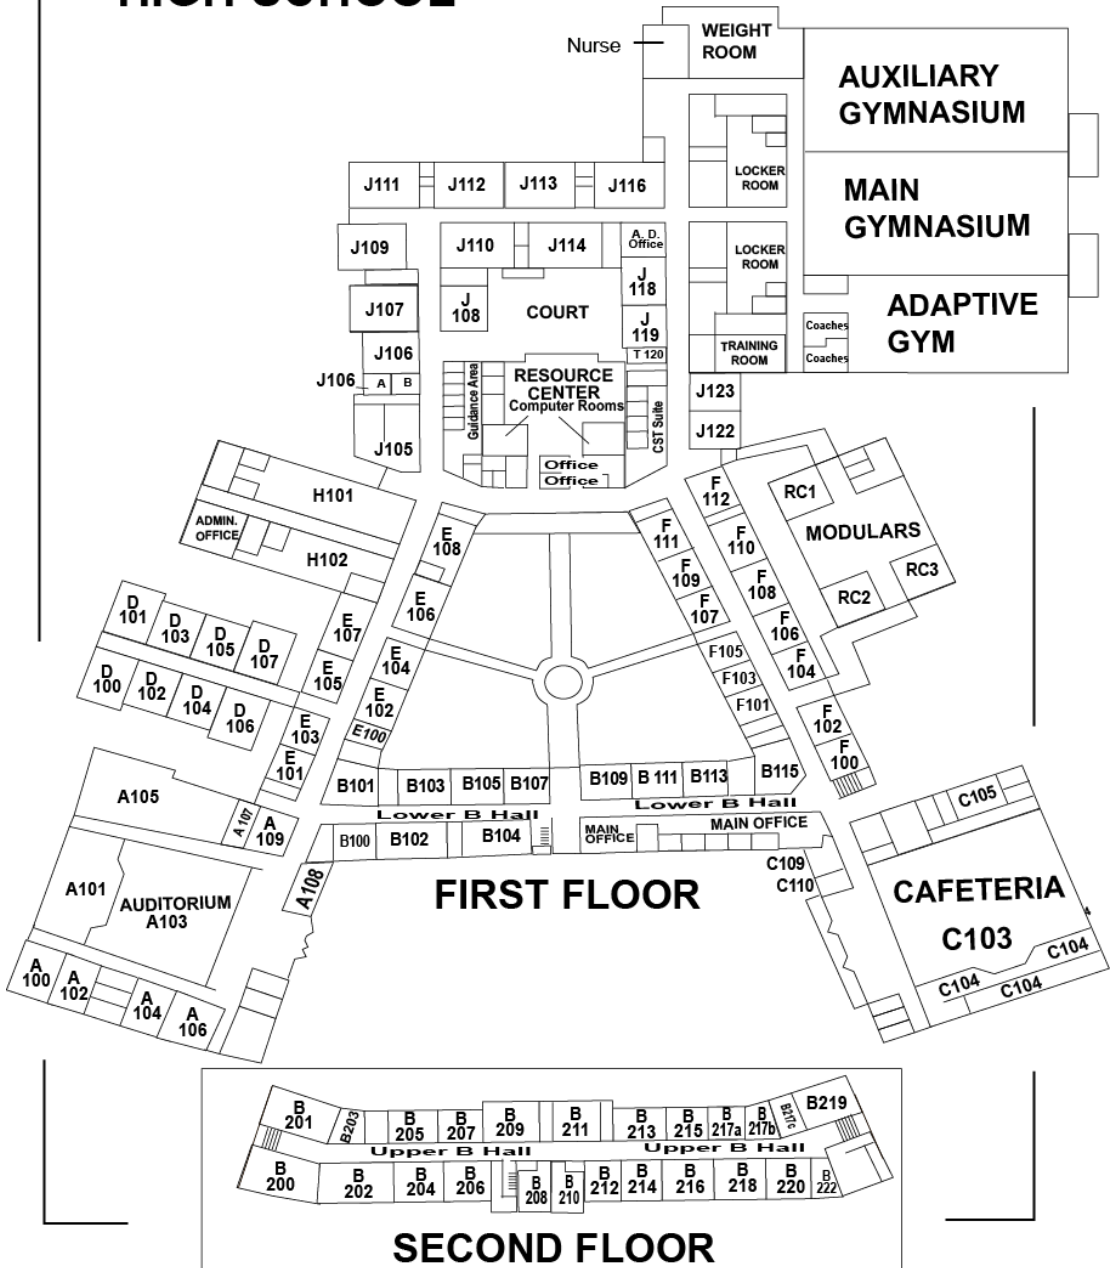 HIGH SCHOOL
WEIGHT
ROOM
Nurse
AUXILIARY
GYMNASIUM
LOCKER
ROOM
J111
J112
J113
J116
MAIN
GYMNASIUM
J109
J110
J114
A. D.
Office
LOCKER
ROOM
J
118
J107
J
108
COURT
ADAPTIVE
GYM
J
119
Coaches
Coaches
J106
T 120
TRAINING
ROOM
J106
A
B
Guidance Area
RESOURCE
CENTER
Computer Rooms
CST Suite
J123
J122
J105
Office
Office
H101
ADMIN.
OFFICE
H102
F
112
RC1
MODULARS
RC3
RC2
E
108
F
111
F
110
F
109
F
108
E
106
F
107
F
106
E
107
F
104
D
101
D
103
D
105
D
107
E
104
F105
E
105
F103
D
100
D
102
D
104
D
106
E
102
F101
E
103
E100
F
102
E
101
F
100
B101
B103
B105
B107
B109
B 111
B113
B115
A105
Lower B Hall
Lower B Hall
C105
A 107
A
109
B100
B102
B104
MAIN
OFFICE
MAIN OFFICE
C109
C110
A108
FIRST FLOOR
A101
AUDITORIUM
A103
CAFETERIA
C103
C104
C104
C104
A
100
A
102
A
104
A
106
B
201
B203
B
205
B
207
B
209
B
211
B
213
B
215
B
217a
B
217b
B217c
B219
Upper B Hall
Upper B Hall
B
200
B
202
B
204
B
206
B
208
B
210
B
212
B
214
B
216
B
218
B
220
B
222
SECOND FLOOR